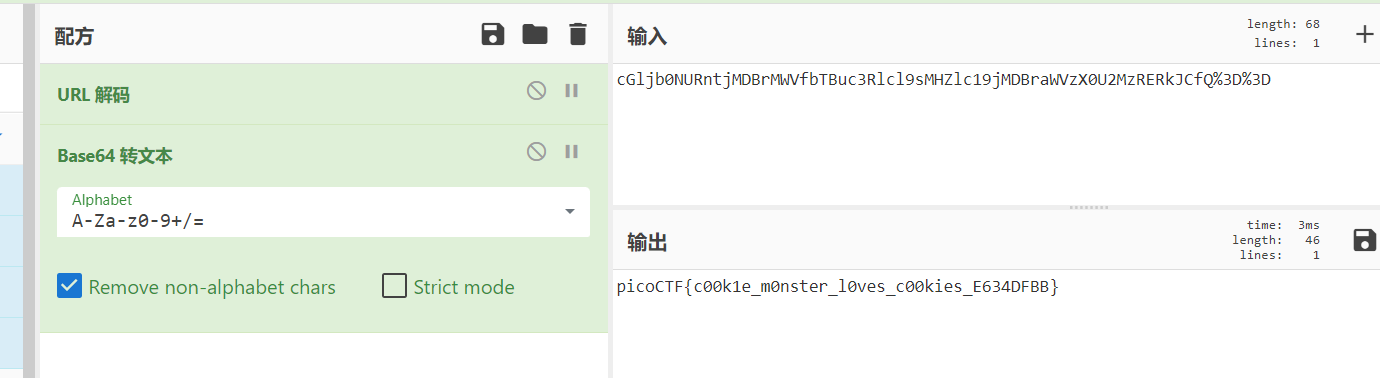 配方
URL 解码
Base64 转文本
Alphabet
A-Za-z0-9+/=
Remove non-alphabet chars
Strict mode
输入
length: 68
lines: 1
cGljb0NURntjMDBrMWVfbTBuc3Rlcl9sMHZlc19jMDBraWVzX0U2MzRERkJCfQ%3D%3D
输出
time: 3ms
length: 46
lines: 1
picoCTF{c00k1e_m0nster_l0ves_c00kies_E634DFBB}